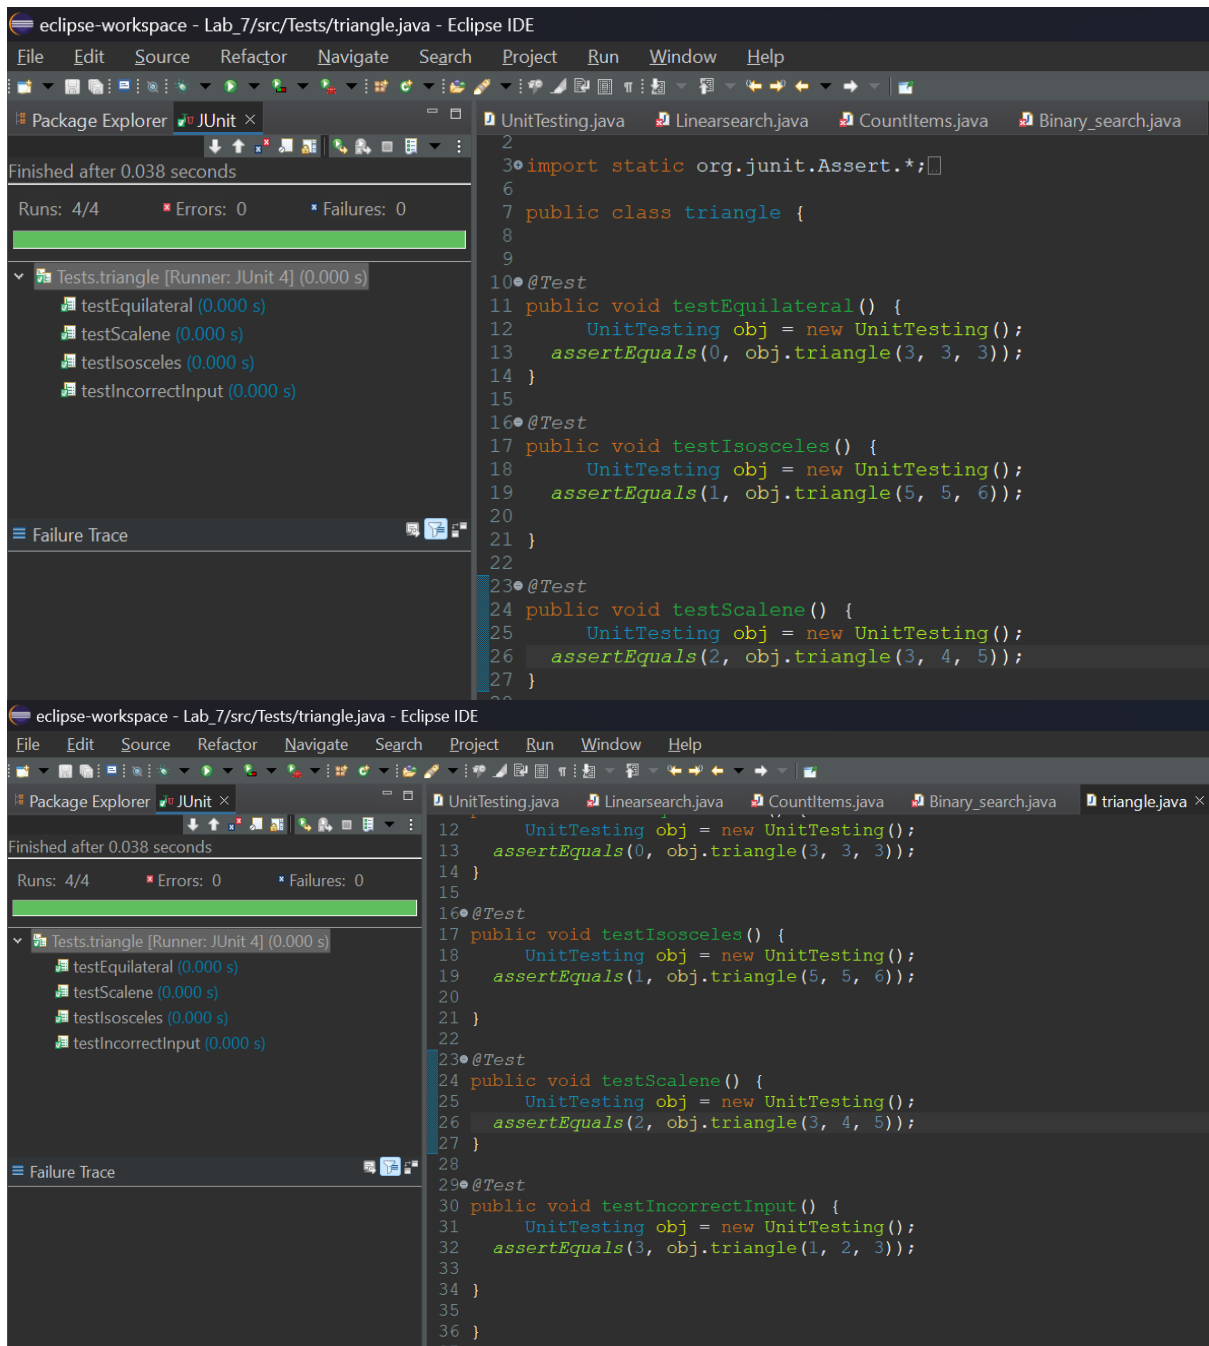 eclipse-workspace - Lab_7/src/Tests/triangle.java - Eclipse IDE
File Edit Source Refactor Navigate Search Project Run Window Help
Package Explorer JUnit
UnitTesting.java Linearsearch.java CountItems.java Binary_search.java
Finished after 0.038 seconds
Runs: 4/4 Errors: 0 Failures: 0
Tests.triangle [Runner: JUnit 4] (0.000 s)
testEquilateral (0.000 s)
testScalene (0.000 s)
testIsosceles (0.000 s)
testIncorrectInput (0.000 s)
Failure Trace
2
3 import static org.junit.Assert.*;
6
7 public class triangle {
8
9
10 @Test
11 public void testEquilateral() {
12 UnitTesting obj = new UnitTesting();
13 assertEquals(0, obj.triangle(3, 3, 3));
14 }
15
16 @Test
17 public void testIsosceles() {
18 UnitTesting obj = new UnitTesting();
19 assertEquals(1, obj.triangle(5, 5, 6));
20
21 }
22
23 @Test
24 public void testScalene() {
25 UnitTesting obj = new UnitTesting();
26 assertEquals(2, obj.triangle(3, 4, 5));
27 }
eclipse-workspace - Lab_7/src/Tests/triangle.java - Eclipse IDE
File Edit Source Refactor Navigate Search Project Run Window Help
Package Explorer JUnit
UnitTesting.java Linearsearch.java CountItems.java Binary_search.java triangle.java
Finished after 0.038 seconds
Runs: 4/4 Errors: 0 Failures: 0
Tests.triangle [Runner: JUnit 4] (0.000 s)
testEquilateral (0.000 s)
testScalene (0.000 s)
testIsosceles (0.000 s)
testIncorrectInput (0.000 s)
Failure Trace
12 UnitTesting obj = new UnitTesting();
13 assertEquals(0, obj.triangle(3, 3, 3));
14 }
15
16 @Test
17 public void testIsosceles() {
18 UnitTesting obj = new UnitTesting();
19 assertEquals(1, obj.triangle(5, 5, 6));
20
21 }
22
23 @Test
24 public void testScalene() {
25 UnitTesting obj = new UnitTesting();
26 assertEquals(2, obj.triangle(3, 4, 5));
27 }
28
29 @Test
30 public void testIncorrectInput() {
31 UnitTesting obj = new UnitTesting();
32 assertEquals(3, obj.triangle(1, 2, 3));
33
34 }
35
36 }